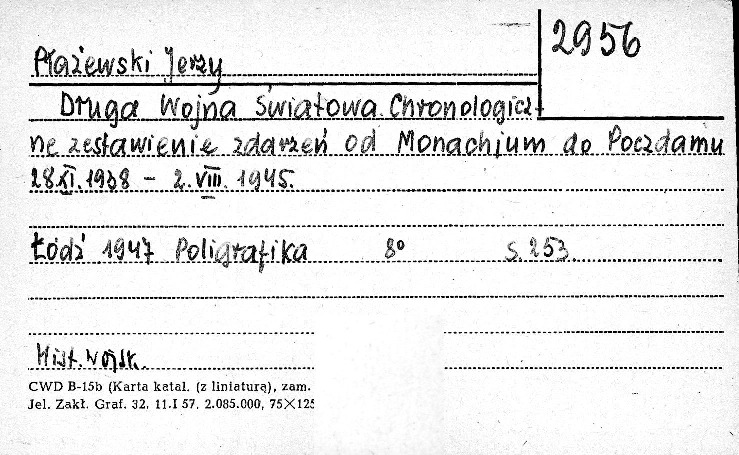 2956
Płażewski Jerzy
Druga Wojna Światowa. Chronologicz-
ne zestawienie zdarzeń od Monachium do Poczdamu
28.XI.1938 – 2.VIII.1945.
Łódź 1947 Poligrafika 8° s. 253.
Hist. Wojsk.
CWD B-15b (Karta katal. (z liniaturą), zam.
Jel. Zakł. Graf. 32, 11.I 57, 2.085.000, 75×125